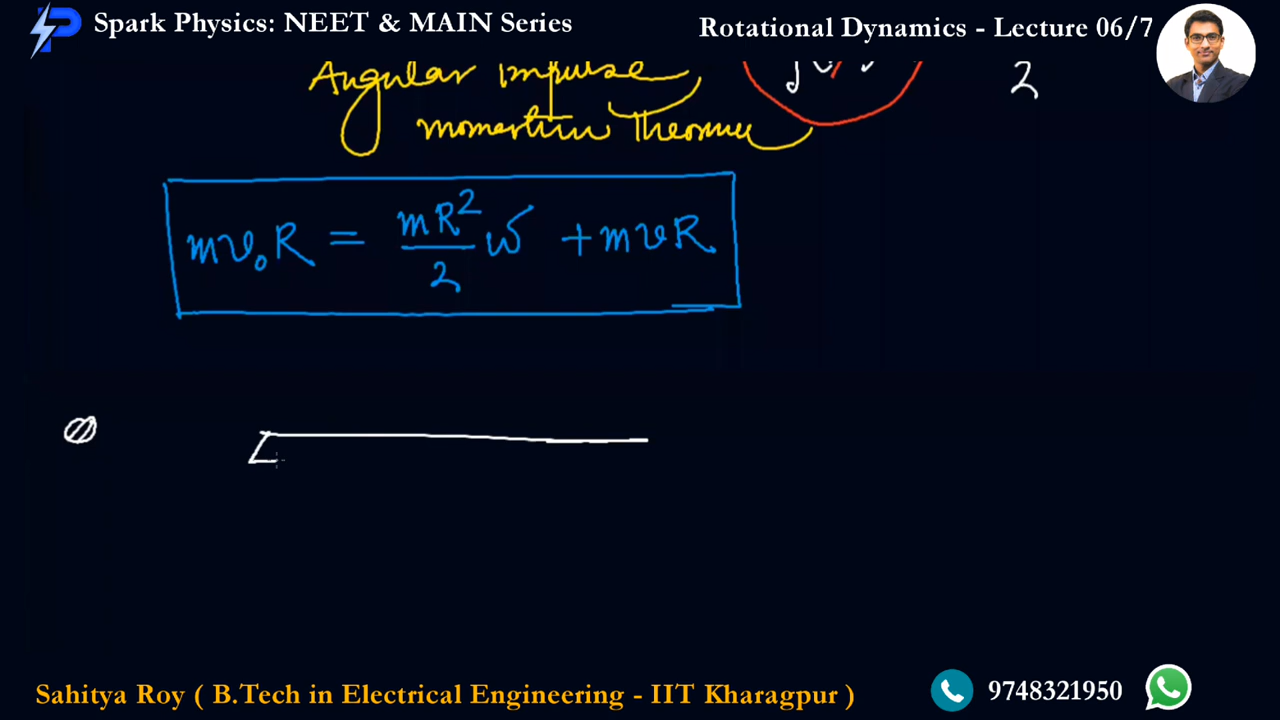 Spark Physics: NEET & MAIN Series
Rotational Dynamics - Lecture 06/7
Angular impulse
2
momentum Theorem
mv₀R = mR²/2 ω + mvR
Sahitya Roy ( B.Tech in Electrical Engineering - IIT Kharagpur )
9748321950